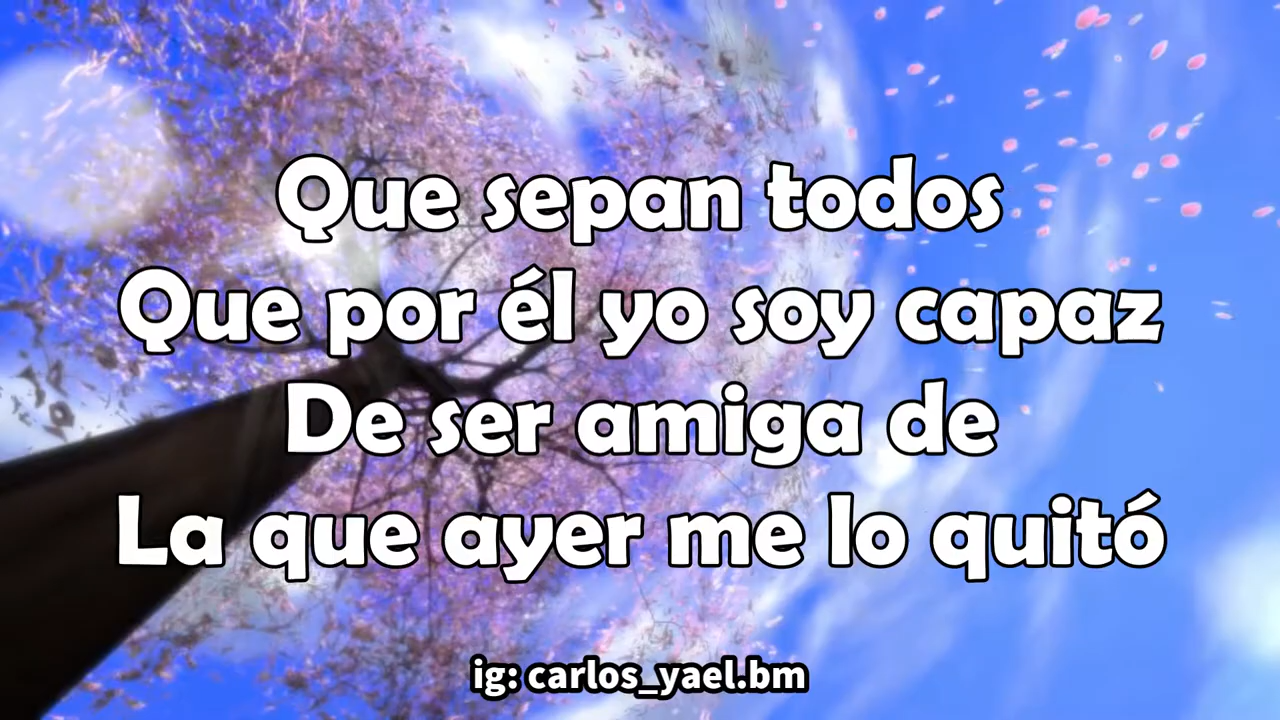 Que sepan todos
Que por él yo soy capaz
De ser amiga de
La que ayer me lo quitó
ig: carlos_yael.bm